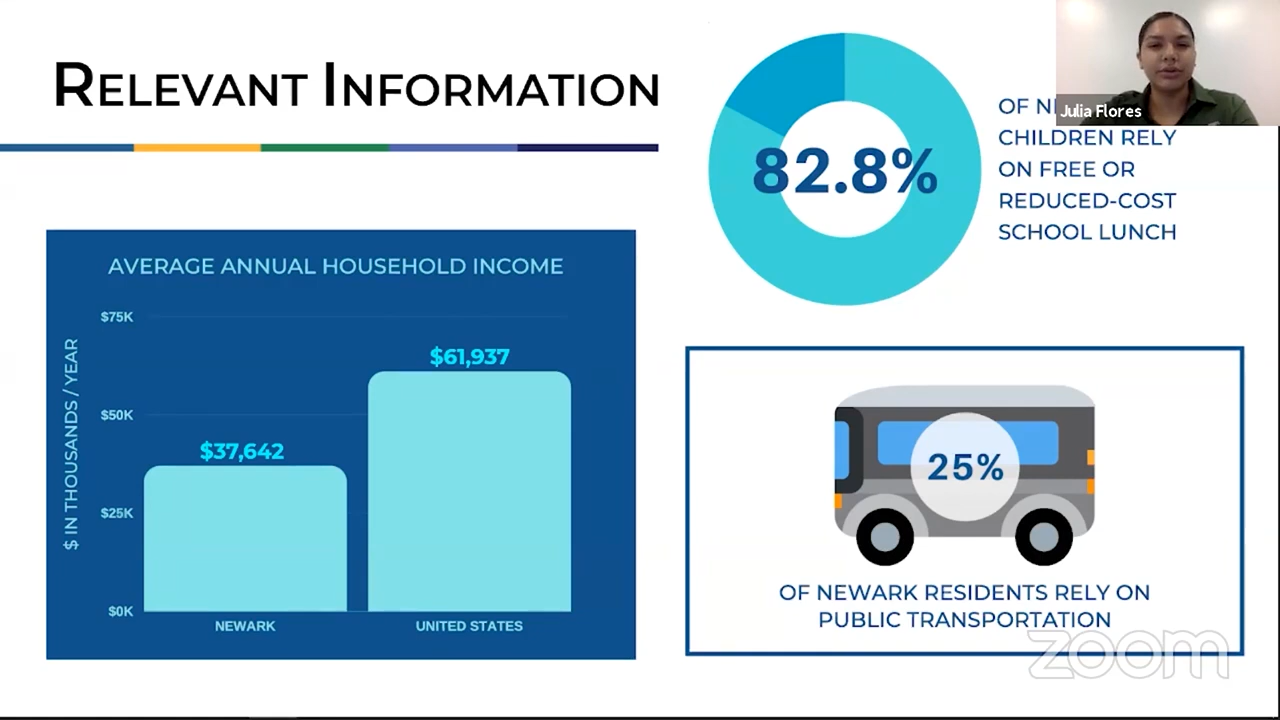 RELEVANT INFORMATION
AVERAGE ANNUAL HOUSEHOLD INCOME
$ IN THOUSANDS / YEAR
$75K
$50K
$25K
$0K
$37,642
$61,937
NEWARK
UNITED STATES
82.8%
OF
CHILDREN RELY
ON FREE OR
REDUCED-COST
SCHOOL LUNCH
Julia Flores
25%
OF NEWARK RESIDENTS RELY ON
PUBLIC TRANSPORTATION
zoom